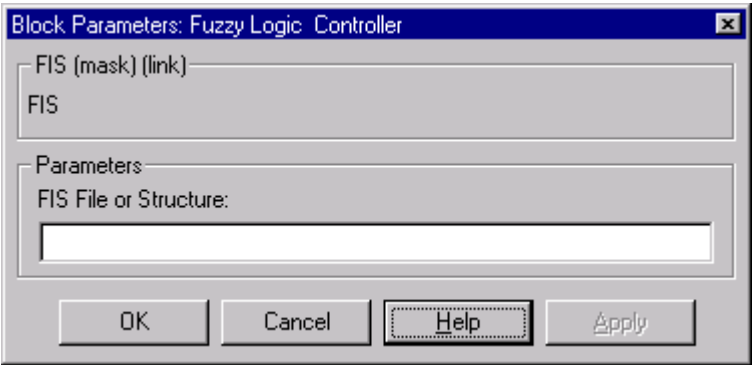 Block Parameters: Fuzzy Logic  Controller
FIS (mask) (link)
FIS
Parameters
FIS File or Structure:
OK Cancel Help Apply